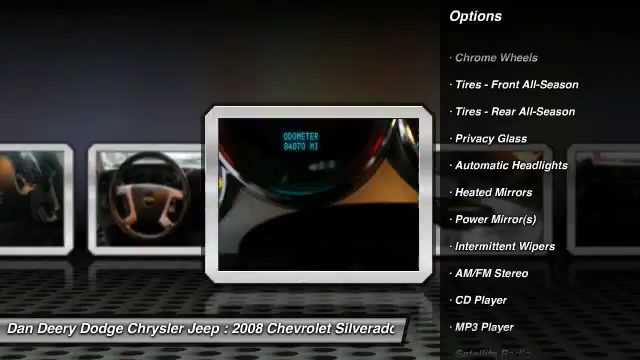 Options
· Chrome Wheels
· Tires - Front All-Season
· Tires - Rear All-Season
· Privacy Glass
· Automatic Headlights
· Heated Mirrors
· Power Mirror(s)
· Intermittent Wipers
· AM/FM Stereo
· CD Player
· MP3 Player
· Satellite Radio
ODOMETER
84070 MI
Dan Deery Dodge Chrysler Jeep : 2008 Chevrolet Silverado